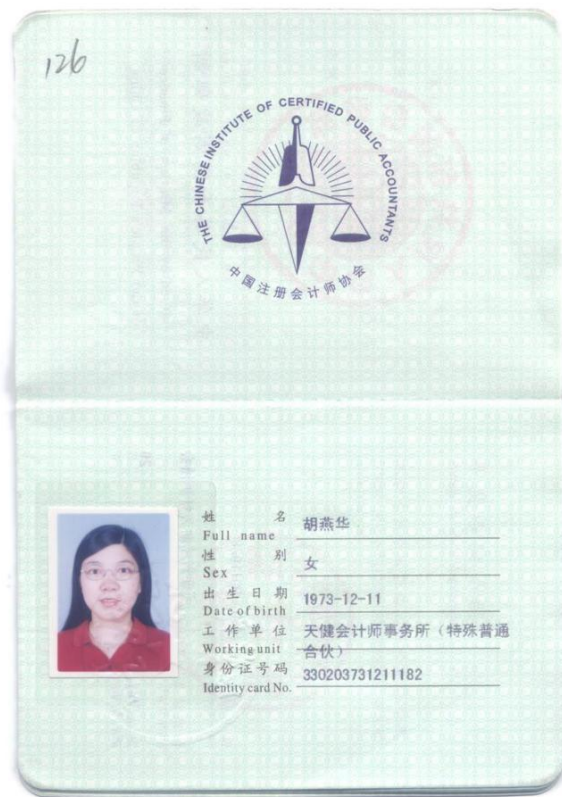 126
THE CHINESE INSTITUTE OF CERTIFIED PUBLIC ACCOUNTANTS
中国注册会计师协会
姓 名 胡燕华
Full name
性 别 女
Sex
出生日期 1973-12-11
Date of birth
工作单位 天健会计师事务所（特殊普通
Working unit 合伙）
身份证号码 330203731211182
Identity card No.